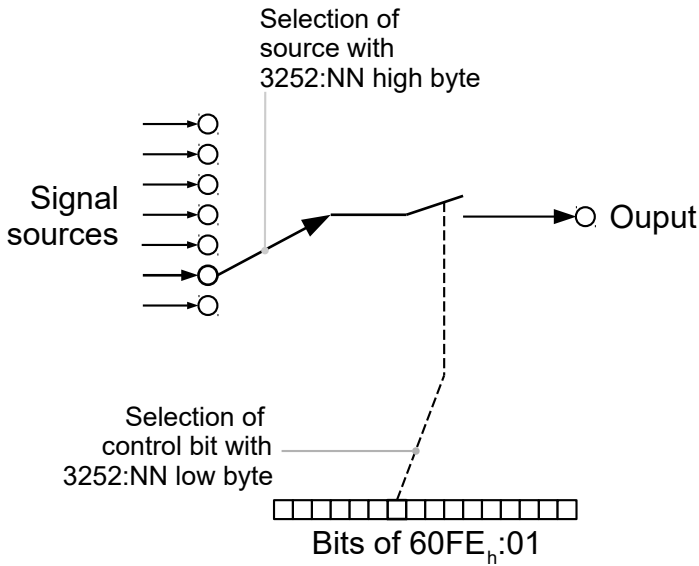 Selection of
source with
3252:NN high byte
Signal
sources
Ouput
Selection of
control bit with
3252:NN low byte
Bits of 60FEh:01